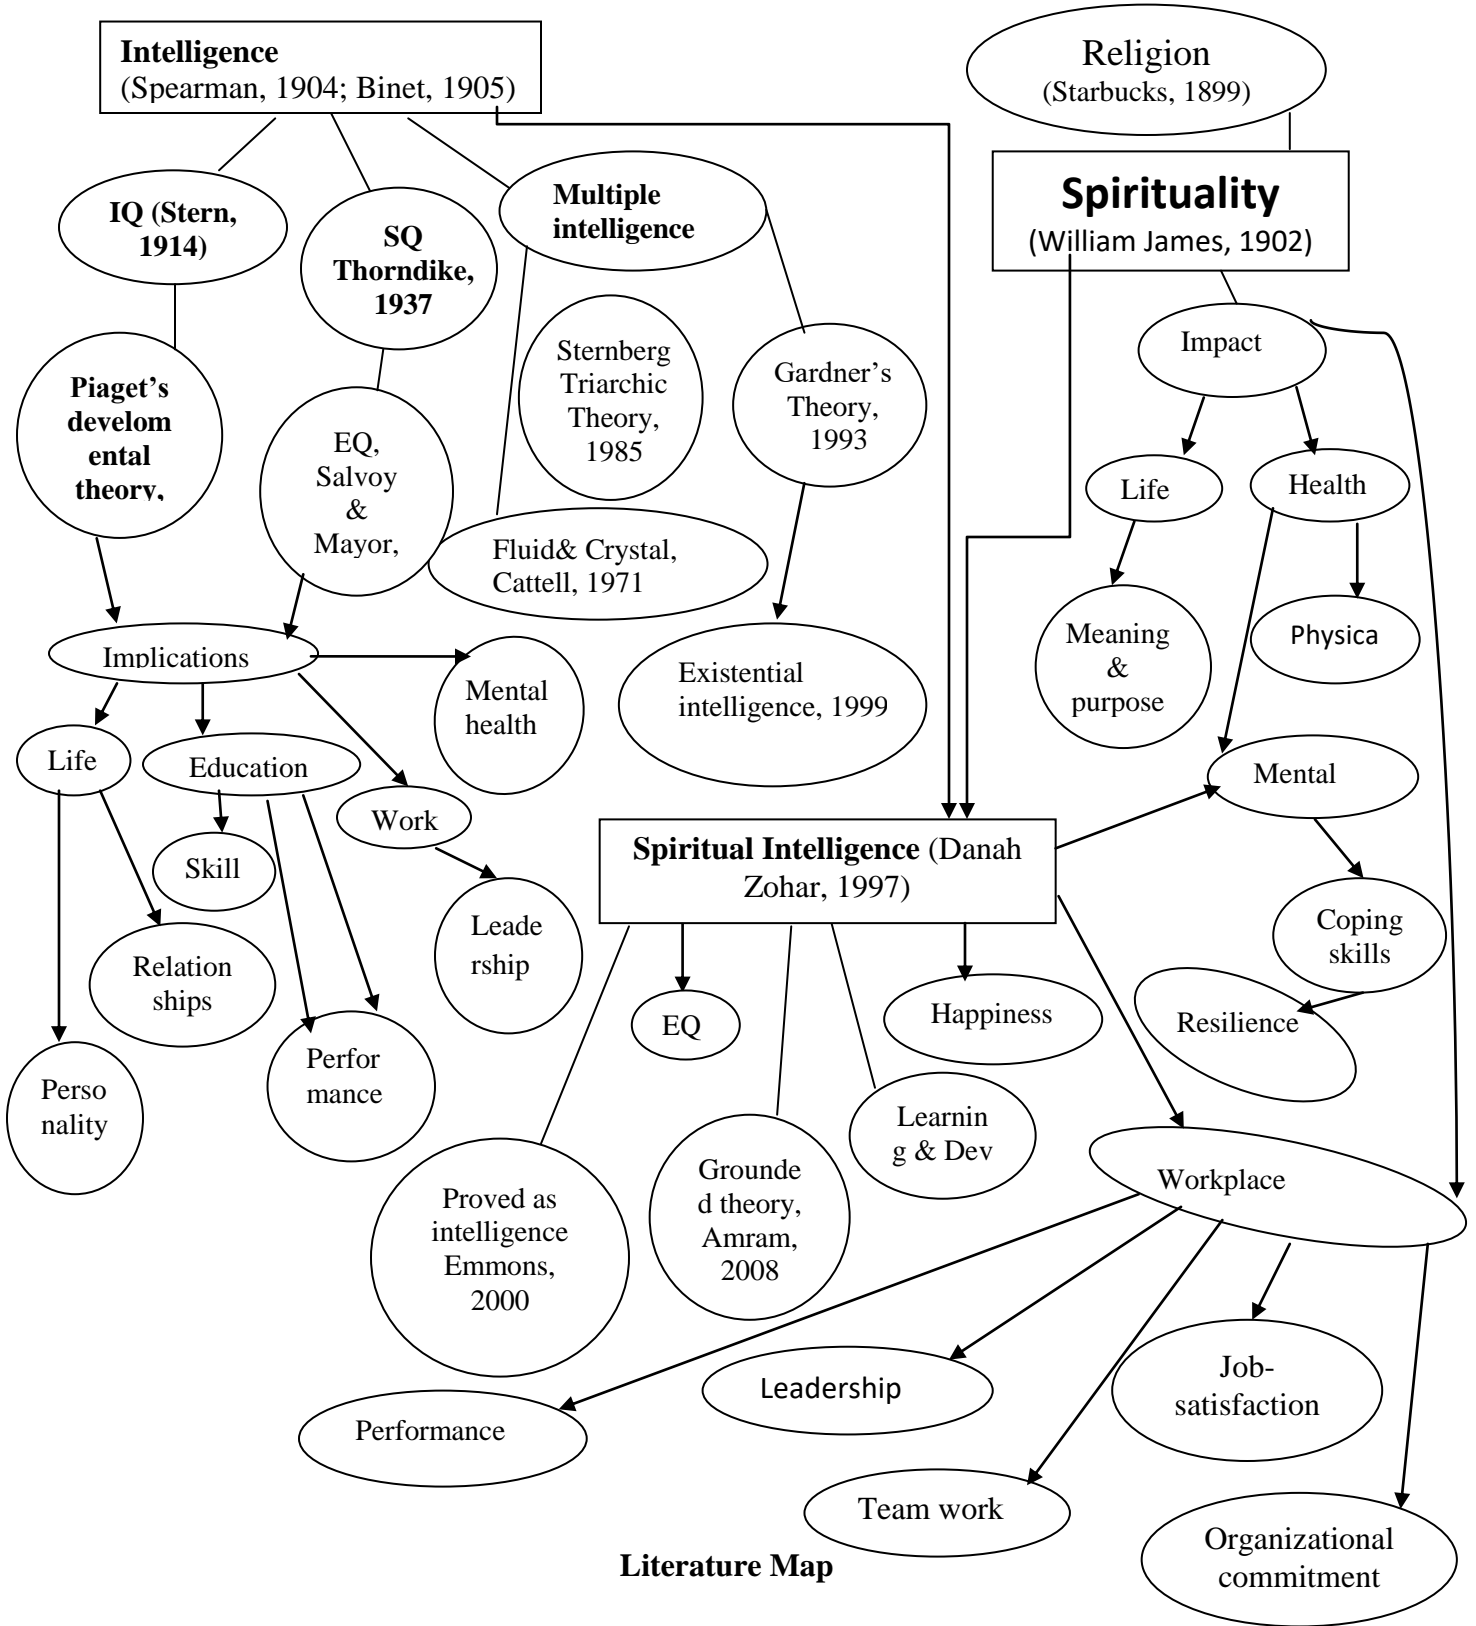 Intelligence
(Spearman, 1904; Binet, 1905)
Religion
(Starbucks, 1899)
Spirituality
(William James, 1902)
IQ (Stern,
1914)
SQ
Thorndike,
1937
Multiple
intelligence
Impact
Piaget's
develom
ental
theory,
EQ,
Salvoy
&
Mayor,
Sternberg
Triarchic
Theory,
1985
Gardner's
Theory,
1993
Life
Health
Fluid& Crystal,
Cattell, 1971
Meaning
&
purpose
Physica
Implications
Mental
health
Existential
intelligence, 1999
Life
Education
Work
Mental
Skill
Spiritual Intelligence (Danah
Zohar, 1997)
Relation
ships
Leade
rship
Coping
skills
EQ
Happiness
Resilience
Perso
nality
Perfor
mance
Learnin
g & Dev
Proved as
intelligence
Emmons,
2000
Grounde
d theory,
Amram,
2008
Workplace
Performance
Leadership
Job-
satisfaction
Team work
Organizational
commitment
Literature Map